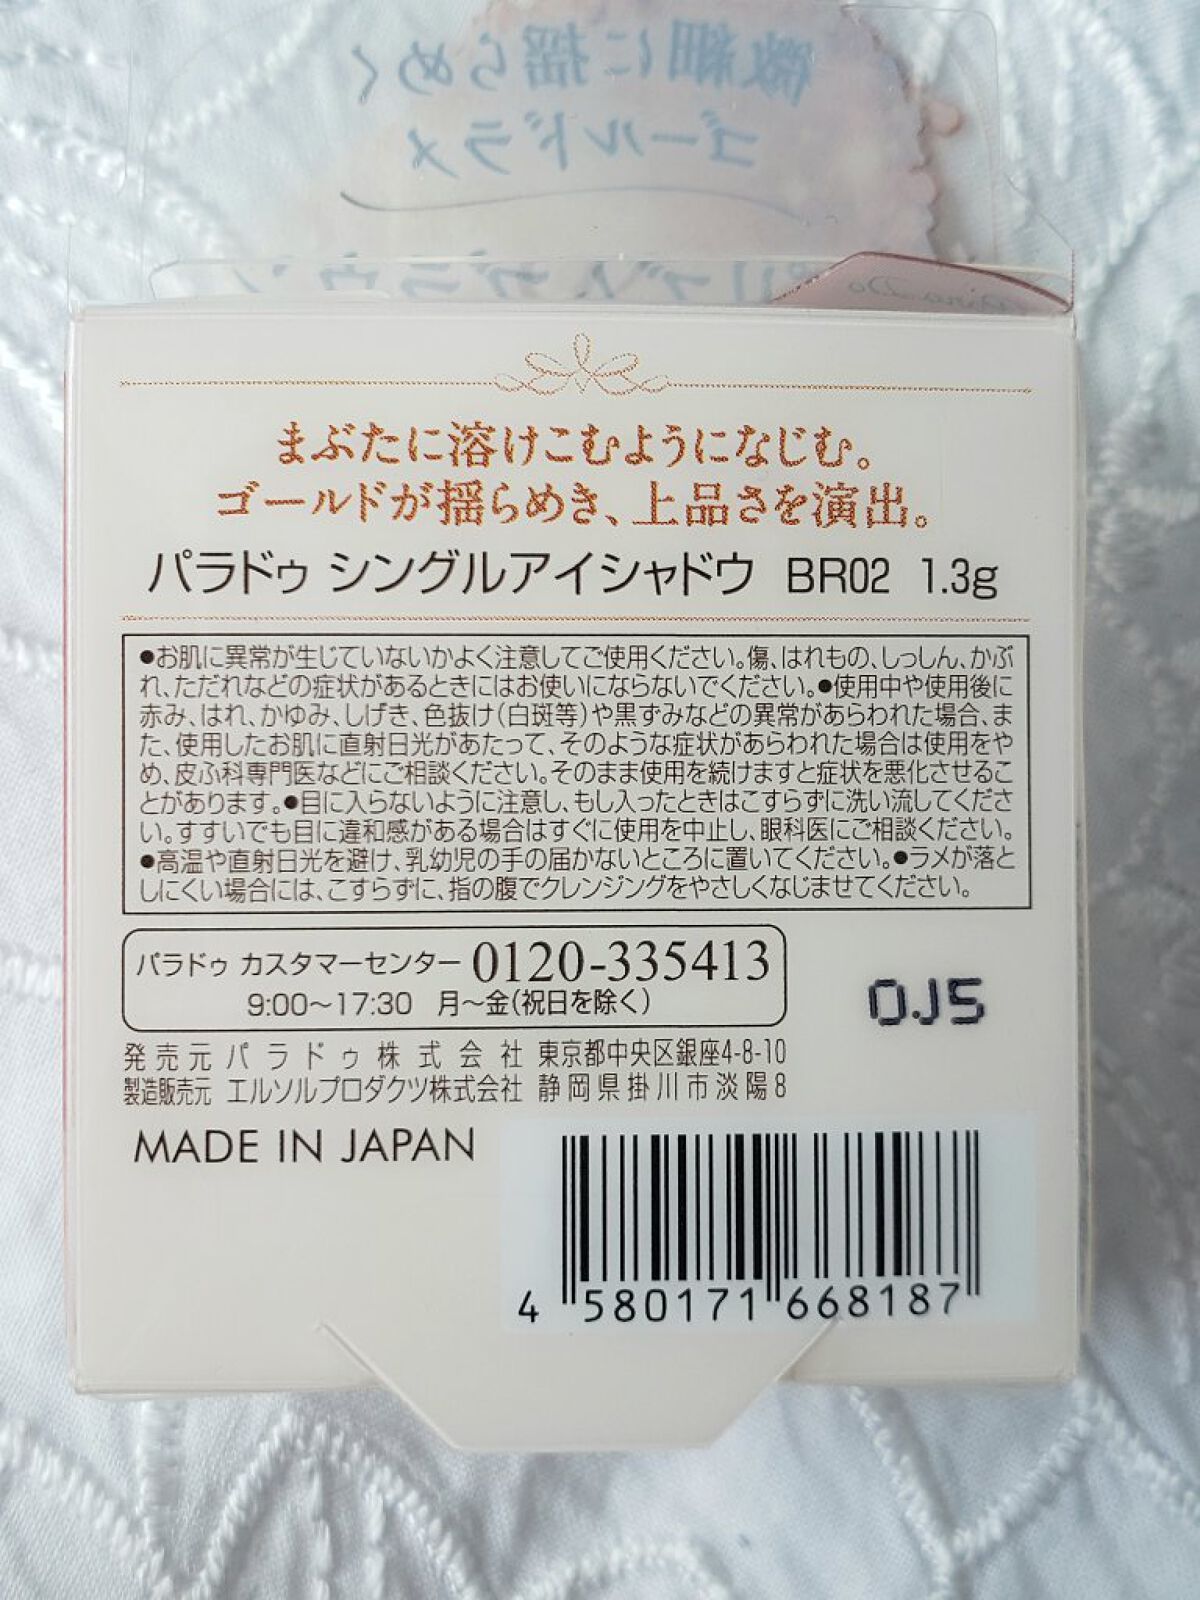 微細に揺らめく
ゴールドラメ
まぶたに溶けこむようになじむ。
ゴールドが揺らめき、上品さを演出。
パラドゥ シングルアイシャドウ BR02 1.3g
●お肌に異常が生じていないかよく注意してご使用ください。傷、はれもの、しっしん、かぶ
れ、ただれなどの症状があるときにはお使いにならないでください。●使用中や使用後に
赤み、はれ、かゆみ、しげき、色抜け(白斑等)や黒ずみなどの異常があらわれた場合、ま
た、使用したお肌に直射日光があたって、そのような症状があらわれた場合は使用をや
め、皮ふ科専門医などにご相談ください。そのまま使用を続けますと症状を悪化させるこ
とがあります。●目に入らないように注意し、もし入ったときはこすらずに洗い流してくださ
い。すすいでも目に違和感がある場合はすぐに使用を中止し、眼科医にご相談ください。
●高温や直射日光を避け、乳幼児の手の届かないところに置いてください。●ラメが落と
しにくい場合には、こすらずに、指の腹でクレンジングをやさしくなじませてください。
パラドゥ カスタマーセンター 0120-335413
9:00〜17:30 月〜金(祝日を除く)
OJ5
発売元 パラドゥ株式会社 東京都中央区銀座4-8-10
製造販売元 エルソルプロダクツ株式会社 静岡県掛川市淡陽8
MADE IN JAPAN
4 580171 668187